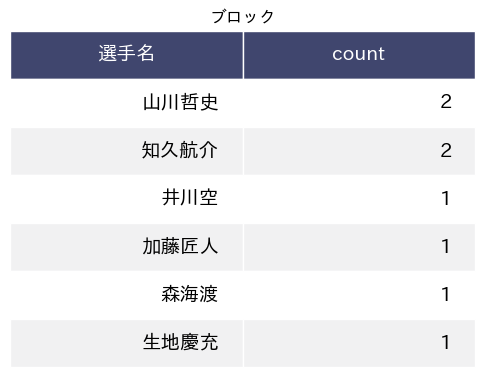 ブロック
選手名 count
山川哲史 2
知久航介 2
井川空 1
加藤匠人 1
森海渡 1
生地慶充 1